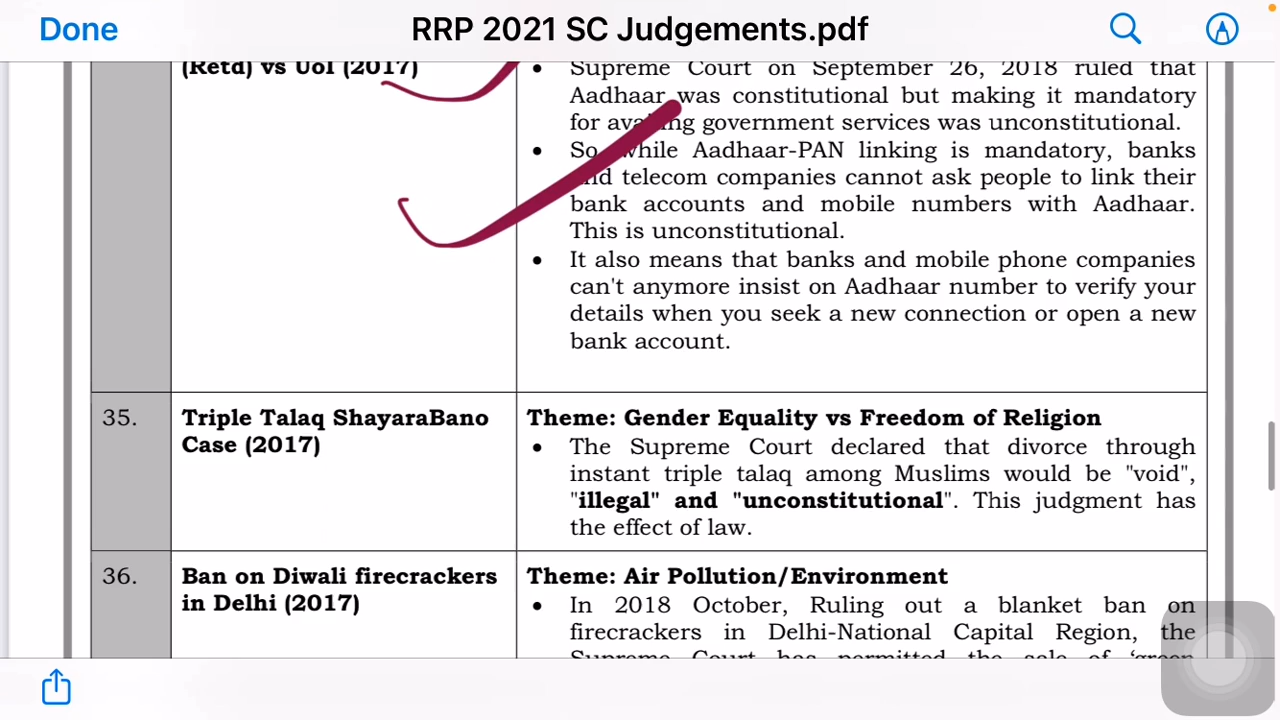 Done
RRP 2021 SC Judgements.pdf
(Retd) vs UoI (2017)
• Supreme Court on September 26, 2018 ruled that
Aadhaar was constitutional but making it mandatory
for availing government services was unconstitutional.
• So, while Aadhaar-PAN linking is mandatory, banks
and telecom companies cannot ask people to link their
bank accounts and mobile numbers with Aadhaar.
This is unconstitutional.
• It also means that banks and mobile phone companies
can't anymore insist on Aadhaar number to verify your
details when you seek a new connection or open a new
bank account.
35.
Triple Talaq ShayaraBano
Case (2017)
Theme: Gender Equality vs Freedom of Religion
• The Supreme Court declared that divorce through
instant triple talaq among Muslims would be "void",
"illegal" and "unconstitutional". This judgment has
the effect of law.
36.
Ban on Diwali firecrackers
in Delhi (2017)
Theme: Air Pollution/Environment
• In 2018 October, Ruling out a blanket ban on
firecrackers in Delhi-National Capital Region, the
Supreme Court has permitted the sale of 'green